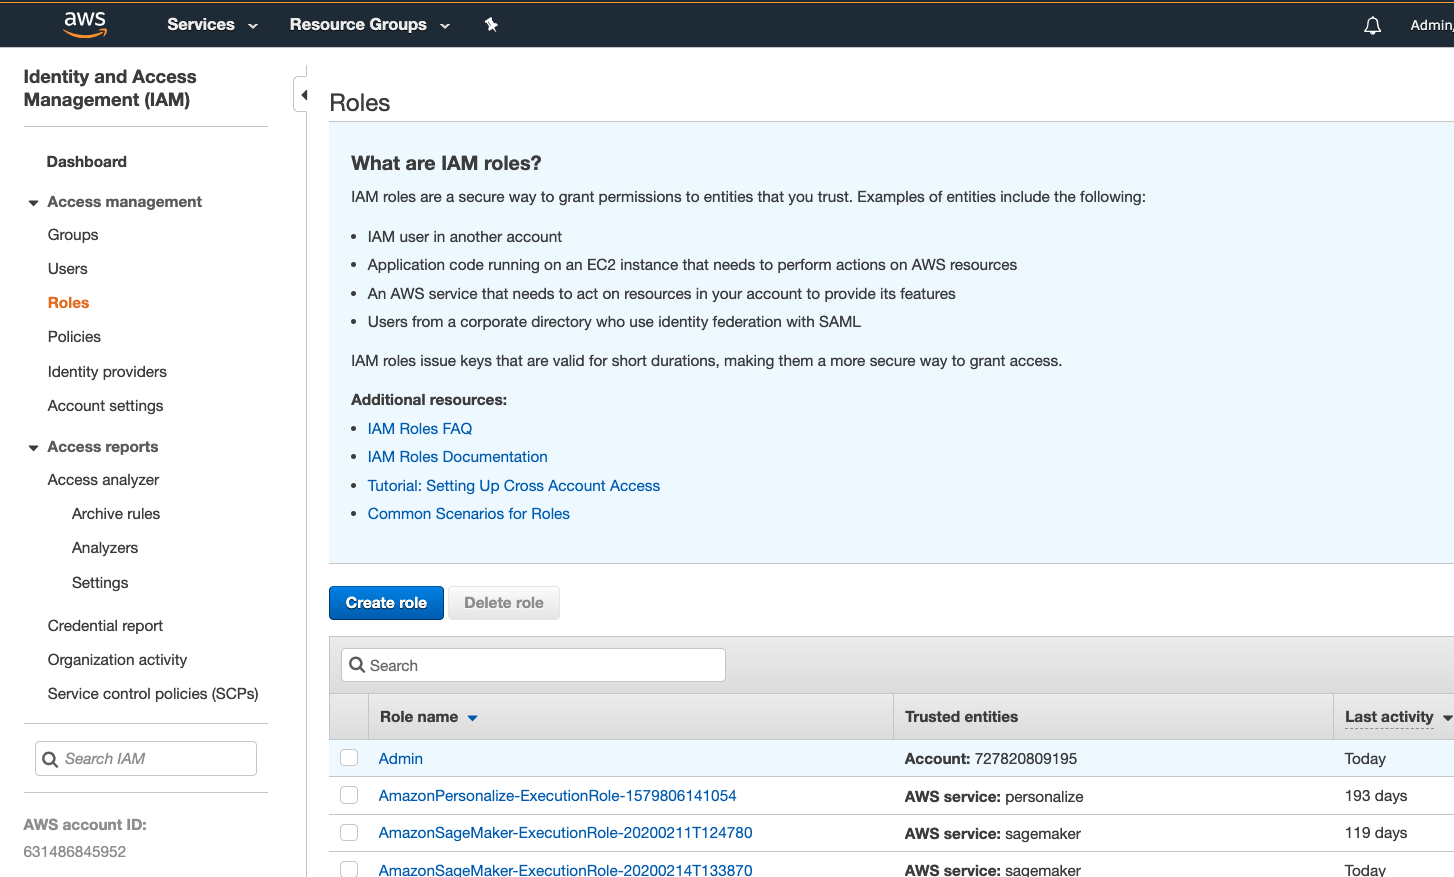 aws Services Resource Groups Admin
Identity and Access
Management (IAM)
Dashboard
Access management
Groups
Users
Roles
Policies
Identity providers
Account settings
Access reports
Access analyzer
Archive rules
Analyzers
Settings
Credential report
Organization activity
Service control policies (SCPs)
Search IAM
AWS account ID:
631486845952
Roles
What are IAM roles?
IAM roles are a secure way to grant permissions to entities that you trust. Examples of entities include the following:
• IAM user in another account
• Application code running on an EC2 instance that needs to perform actions on AWS resources
• An AWS service that needs to act on resources in your account to provide its features
• Users from a corporate directory who use identity federation with SAML
IAM roles issue keys that are valid for short durations, making them a more secure way to grant access.
Additional resources:
• IAM Roles FAQ
• IAM Roles Documentation
• Tutorial: Setting Up Cross Account Access
• Common Scenarios for Roles
Create role Delete role
Search
Role name Trusted entities Last activity
Admin Account: 727820809195 Today
AmazonPersonalize-ExecutionRole-1579806141054 AWS service: personalize 193 days
AmazonSageMaker-ExecutionRole-20200211T124780 AWS service: sagemaker 119 days
AmazonSageMaker-ExecutionRole-20200214T133870 AWS service: sagemaker Today